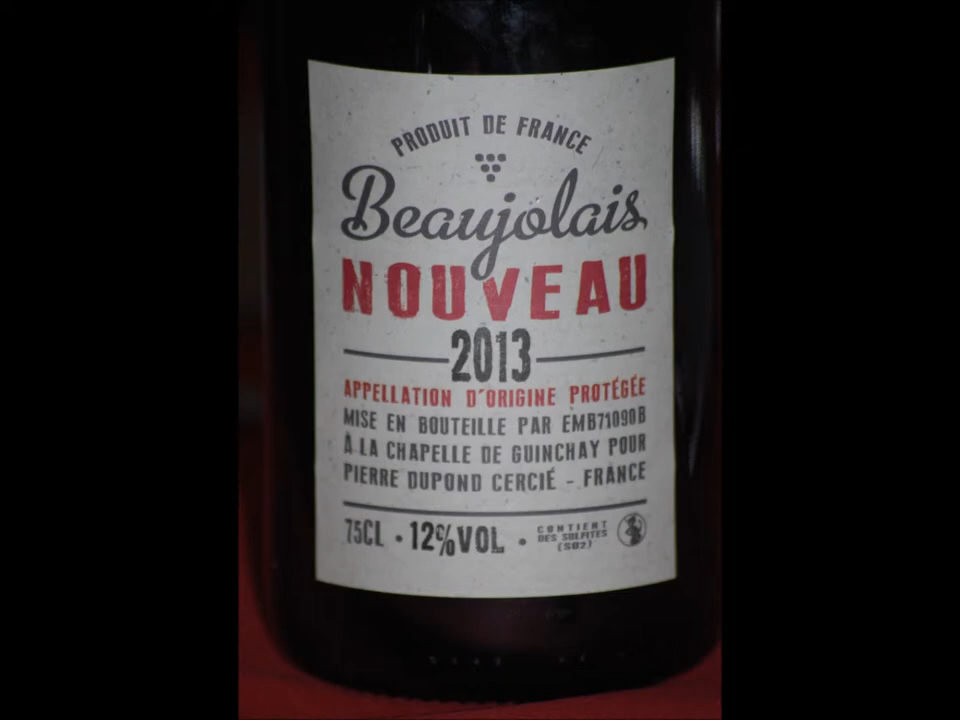 PRODUIT DE FRANCE
Beaujolais
NOUVEAU
2013
APPELLATION D'ORIGINE PROTÉGÉE
MISE EN BOUTEILLE PAR EMB71090B
À LA CHAPELLE DE GUINCHAY POUR
PIERRE DUPOND CERCIÉ - FRANCE
75CL • 12%VOL •
CONTIENT
DES SULFITES
(SO2)